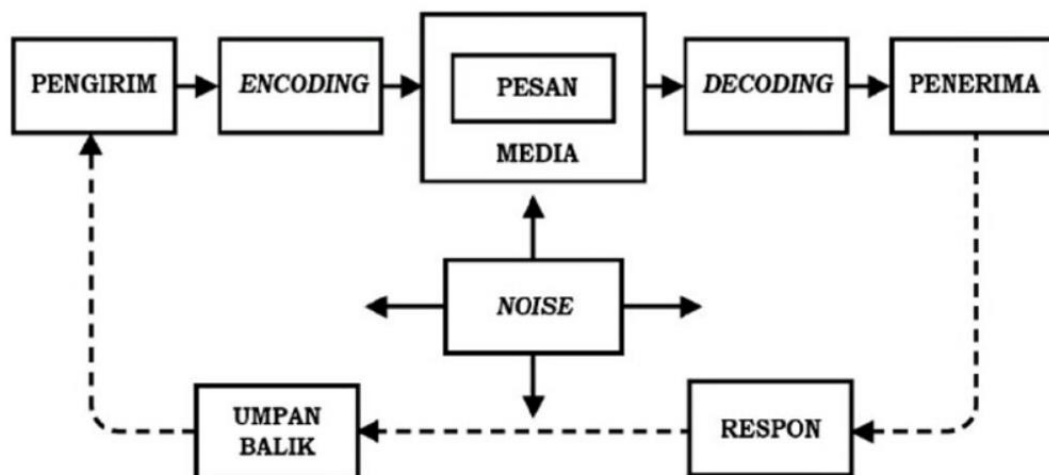 PENGIRIM
ENCODING
PESAN
MEDIA
DECODING
PENERIMA
NOISE
UMPAN
BALIK
RESPON